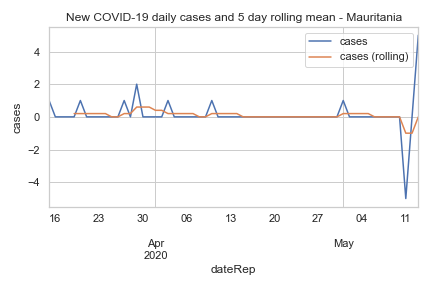 New COVID-19 daily cases and 5 day rolling mean - Mauritania
cases
cases (rolling)
cases
4
2
0
−2
−4
16 23 30 06 13 20 27 04 11
Apr May
2020
dateRep